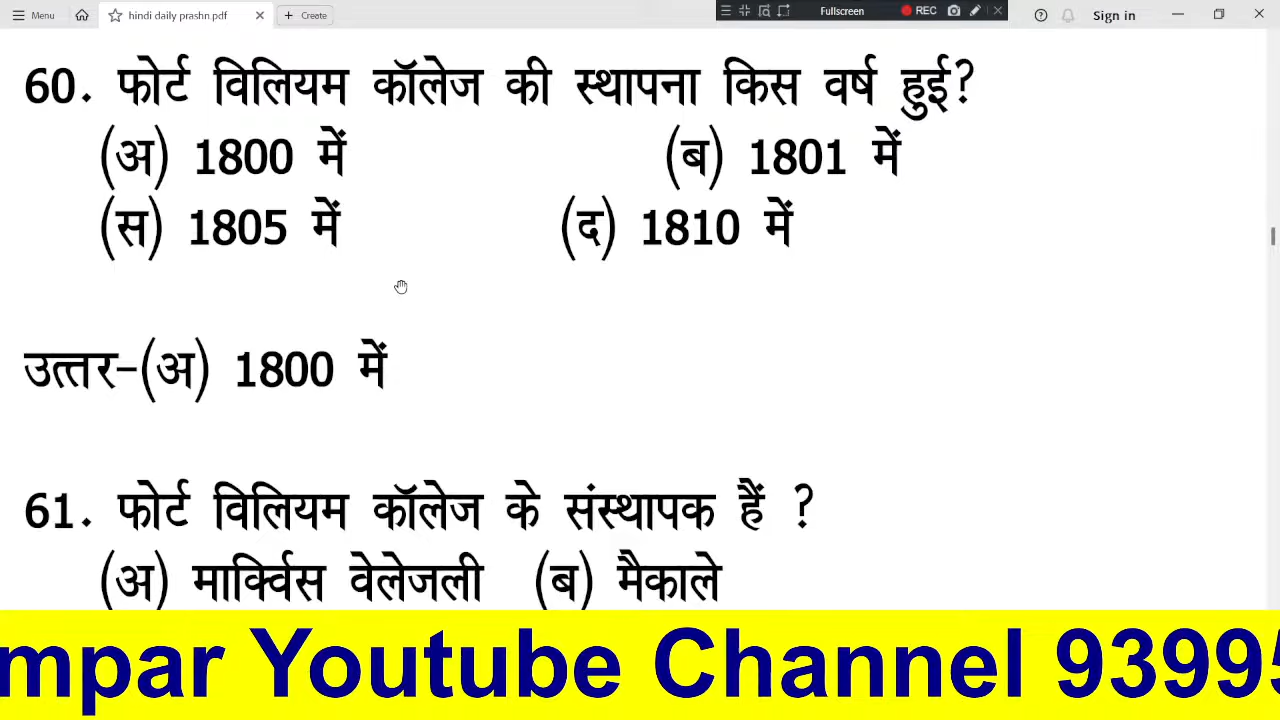 Menu
hindi daily prashn.pdf
Create
Fullscreen
REC
Sign in
60. फोर्ट विलियम कॉलेज की स्थापना किस वर्ष हुई?
(अ) 1800 में (ब) 1801 में
(स) 1805 में (द) 1810 में
उत्तर-(अ) 1800 में
61. फोर्ट विलियम कॉलेज के संस्थापक हैं ?
(अ) मार्क्विस वेलेजली (ब) मैकाले
mpar Youtube Channel 93995